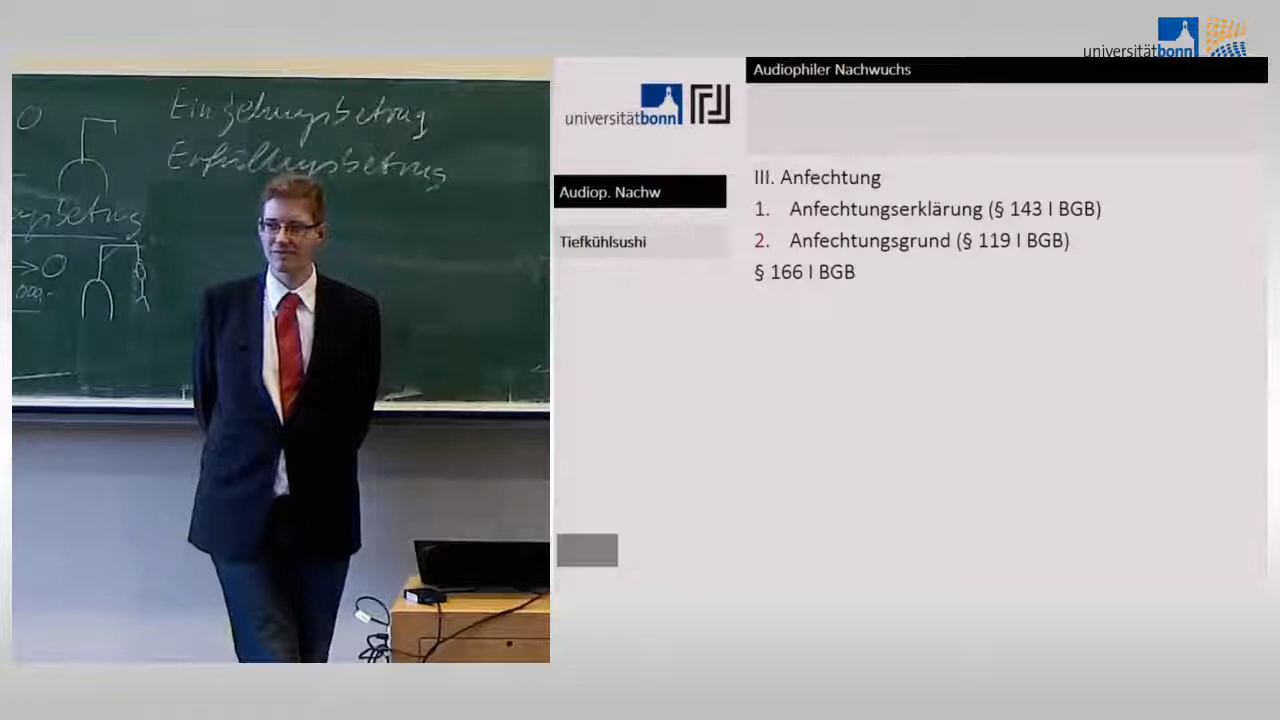 universitätbonn
Audiophiler Nachwuchs
universitätbonn
Audiop. Nachw
Tiefkühlsushi
III. Anfechtung
1. Anfechtungserklärung (§ 143 I BGB)
2. Anfechtungsgrund (§ 119 I BGB)
§ 166 I BGB
Eingehungsbetrug
Erfüllungsbetrug